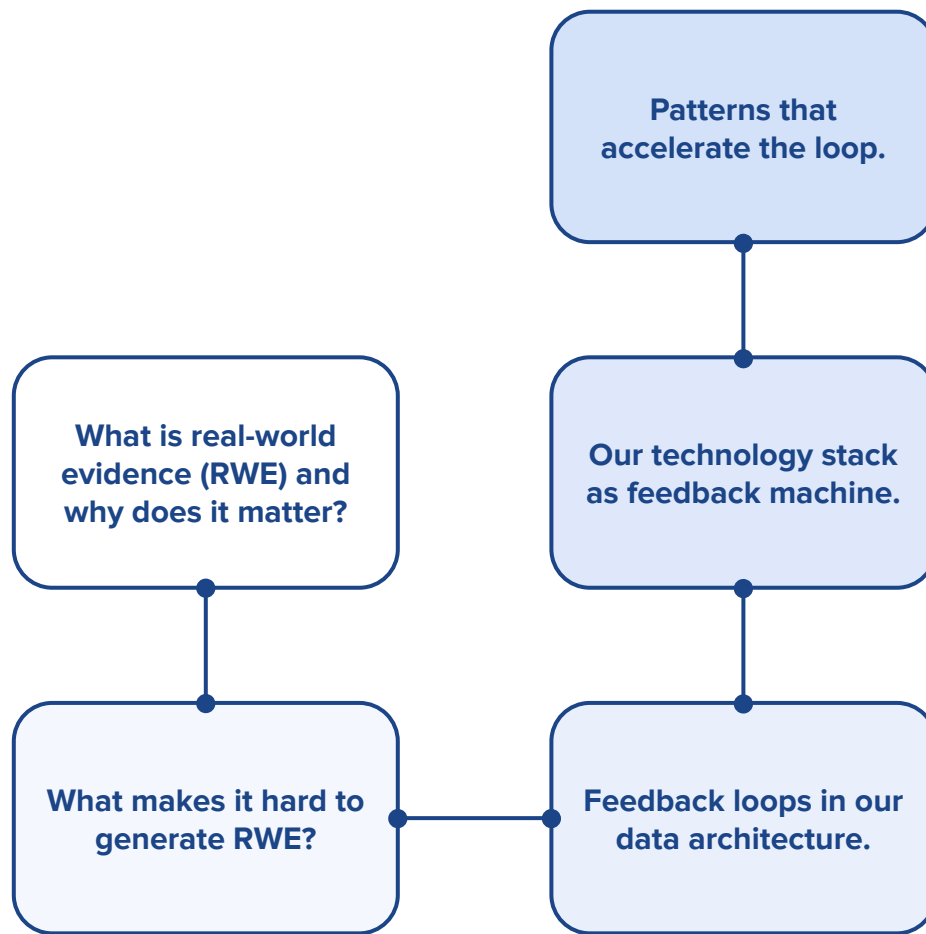 Patterns that
accelerate the loop.
What is real-world
evidence (RWE) and
why does it matter?
Our technology stack
as feedback machine.
What makes it hard to
generate RWE?
Feedback loops in our
data architecture.